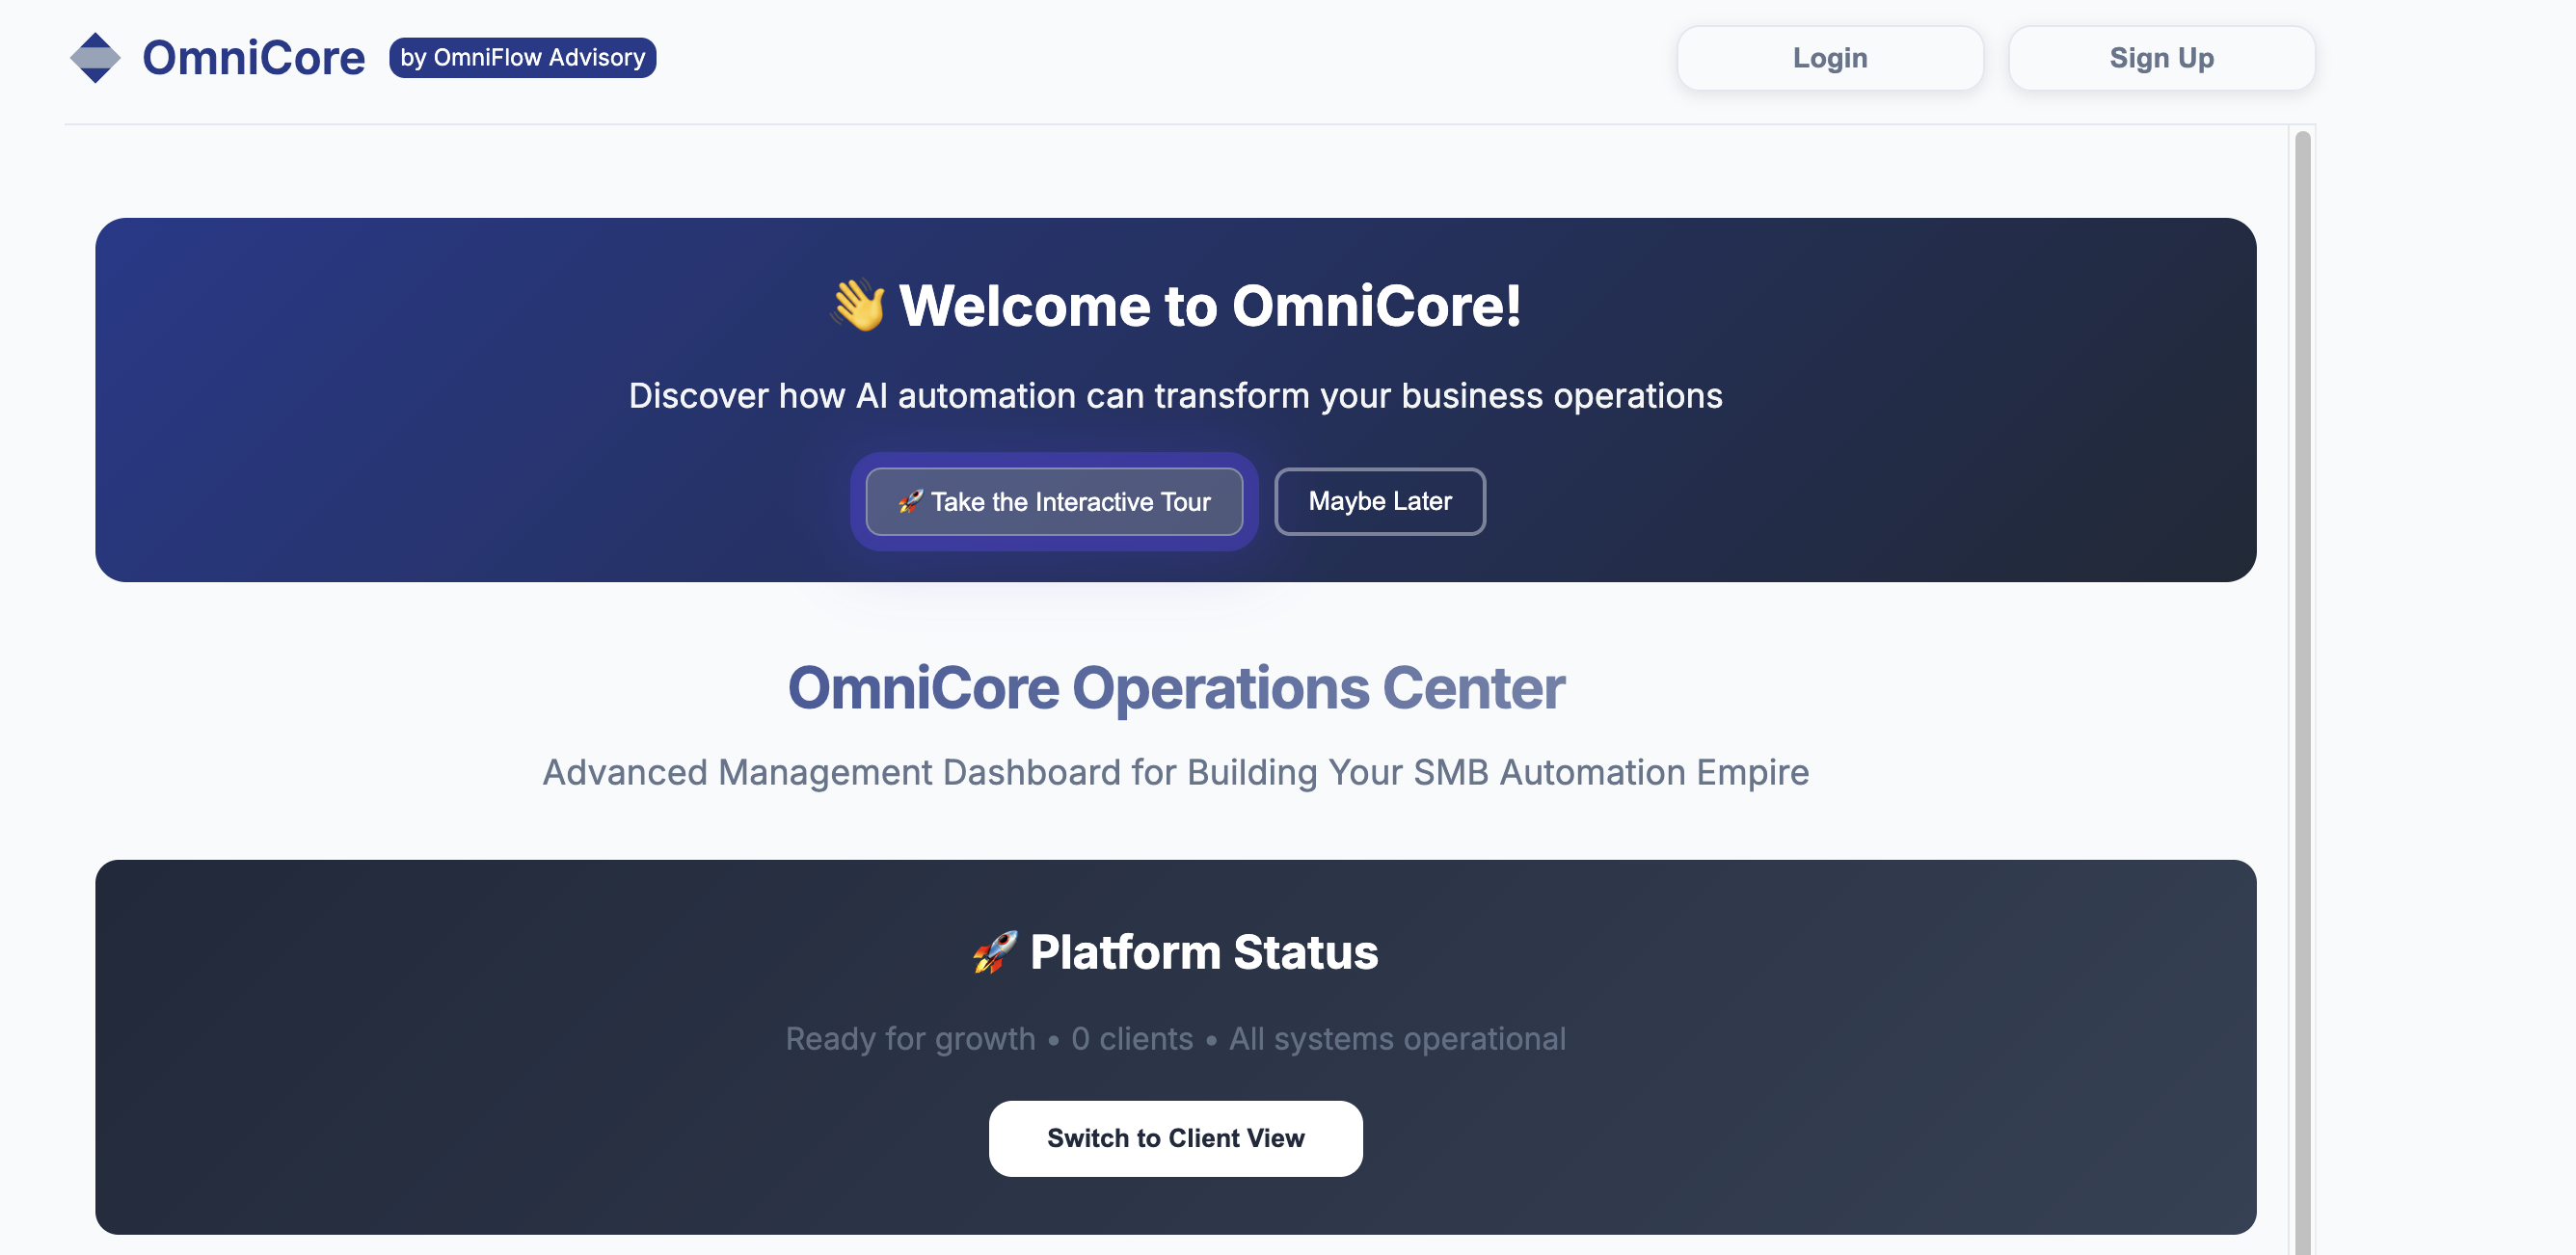 OmniCore by OmniFlow Advisory
Login
Sign Up
👋 Welcome to OmniCore!
Discover how AI automation can transform your business operations
🚀 Take the Interactive Tour
Maybe Later
OmniCore Operations Center
Advanced Management Dashboard for Building Your SMB Automation Empire
🚀 Platform Status
Ready for growth • 0 clients • All systems operational
Switch to Client View